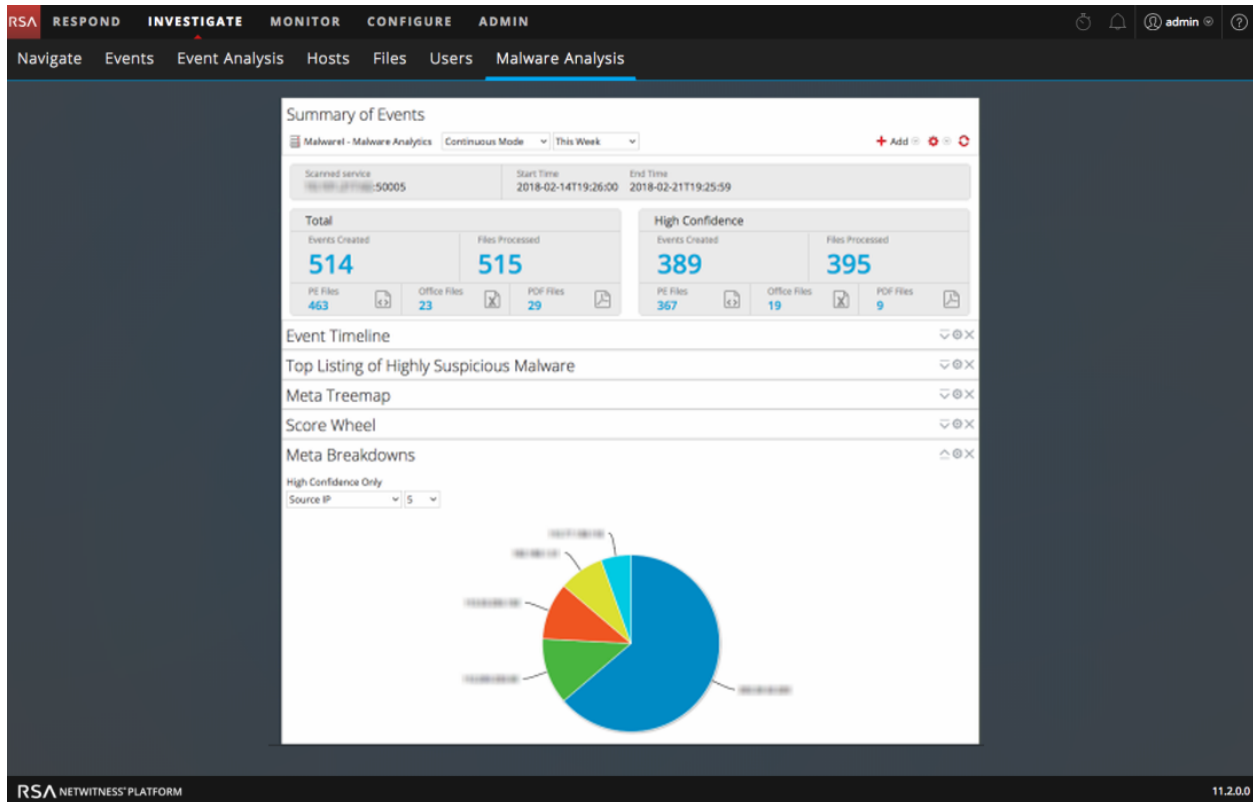 RSA RESPOND INVESTIGATE MONITOR CONFIGURE ADMIN admin ?
Navigate Events Event Analysis Hosts Files Users Malware Analysis
Summary of Events
Malware1 - Malware Analytics Continuous Mode This Week Add
Scanned service Start Time End Time
:50005 2018-02-14T19:26:00 2018-02-21T19:25:59
Total High Confidence
Events Created Files Processed Events Created Files Processed
514 515 389 395
PE Files Office Files PDF Files PE Files Office Files PDF Files
463 23 29 367 19 9
Event Timeline
Top Listing of Highly Suspicious Malware
Meta Treemap
Score Wheel
Meta Breakdowns
High Confidence Only
Source IP 5
RSA NETWITNESS® PLATFORM 11.2.0.0